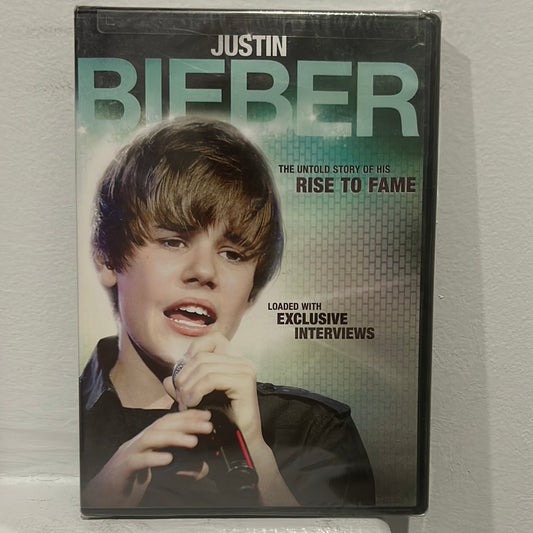 JUSTIN
BIEBER
THE UNTOLD STORY OF HIS
RISE TO FAME
LOADED WITH
EXCLUSIVE
INTERVIEWS